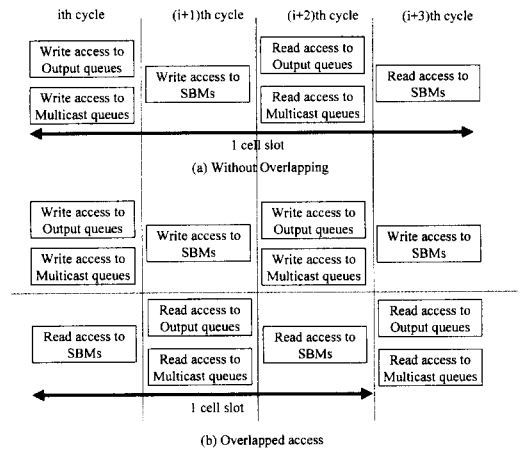 ith cycle (i+1)th cycle (i+2)th cycle (i+3)th cycle
Write access to
Output queues
Write access to
Multicast queues
Write access to
SBMs
Read access to
Output queues
Read access to
Multicast queues
Read access to
SBMs
1 cell slot
(a) Without Overlapping
Write access to
Output queues
Write access to
Multicast queues
Write access to
SBMs
Write access to
Output queues
Write access to
Multicast queues
Write access to
SBMs
Read access to
SBMs
Read access to
Output queues
Read access to
Multicast queues
Read access to
SBMs
Read access to
Output queues
Read access to
Multicast queues
1 cell slot
(b) Overlapped access